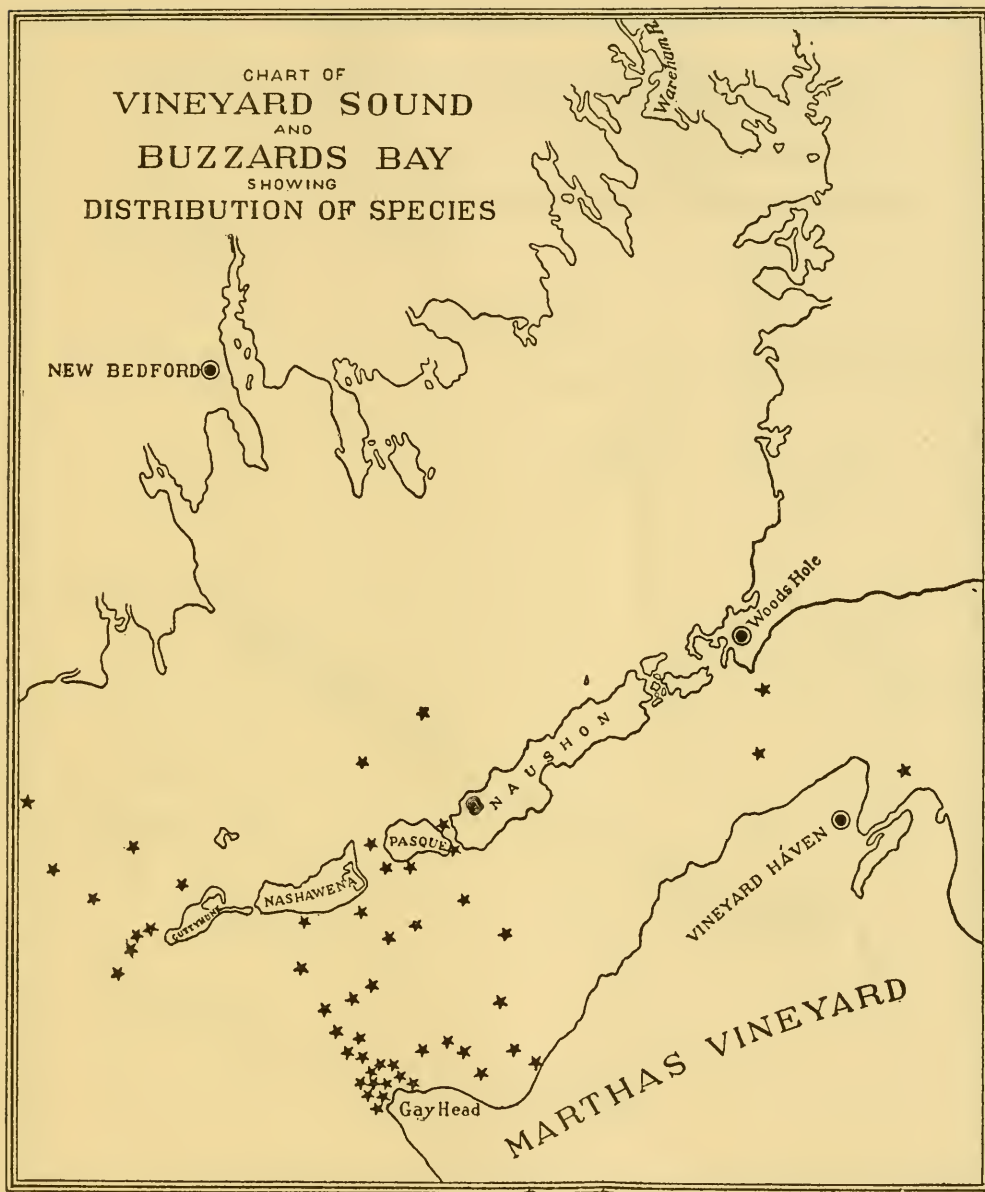 CHART OF
VINEYARD SOUND
AND
BUZZARDS BAY
SHOWING
DISTRIBUTION OF SPECIES
Wareham R.
NEW BEDFORD
Woods Hole
NAUSHON
PASQUE
NASHAWENA
CUTTYHUNK
VINEYARD HÁVEN
MARTHAS VINEYARD
Gay Head